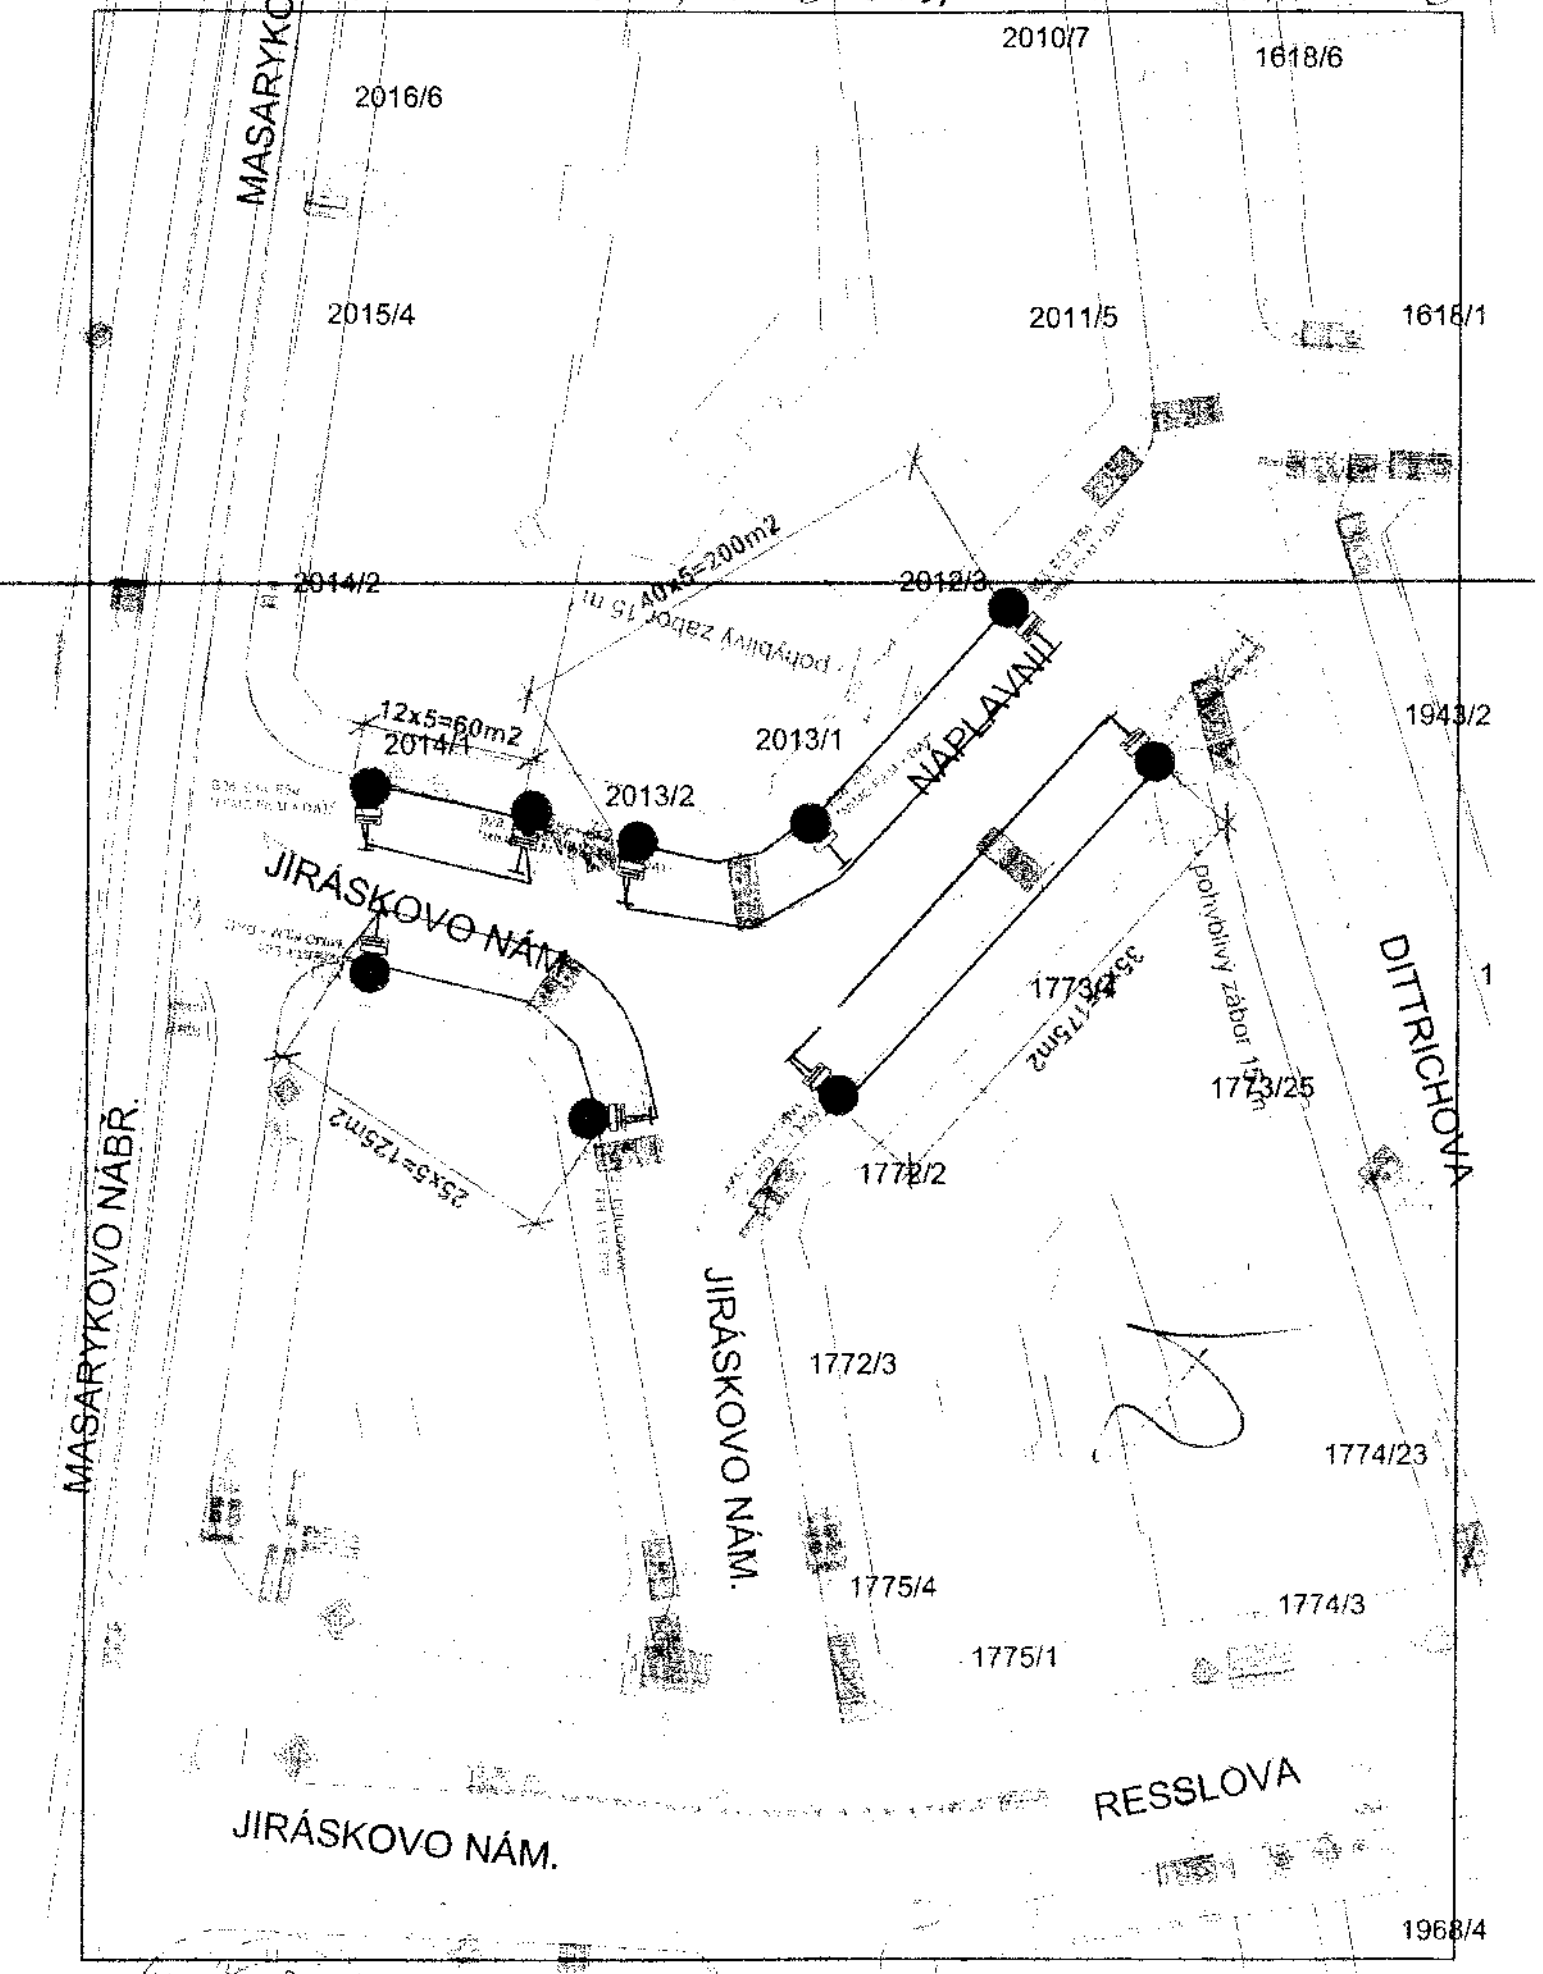 2010/7
1618/6
MASARYKO
2016/6
2015/4
2011/5
1618/1
40x5=200m2
2014/2
2012/3
pohyblivý zábor 15 m
NÁPLAVNÍ
12x5=60m2
2014/1
2013/1
1943/2
2013/2
JIRÁSKOVO NÁM.
pohyblivý zábor 15 m
35x5=175m2
1773/4
DITTRICHOVA
1
1773/25
25x5=125m2
1772/2
MASARYKOVO NÁBŘ.
JIRÁSKOVO NÁM.
1772/3
1774/23
1775/4
1774/3
1775/1
RESSLOVA
JIRÁSKOVO NÁM.
1968/4